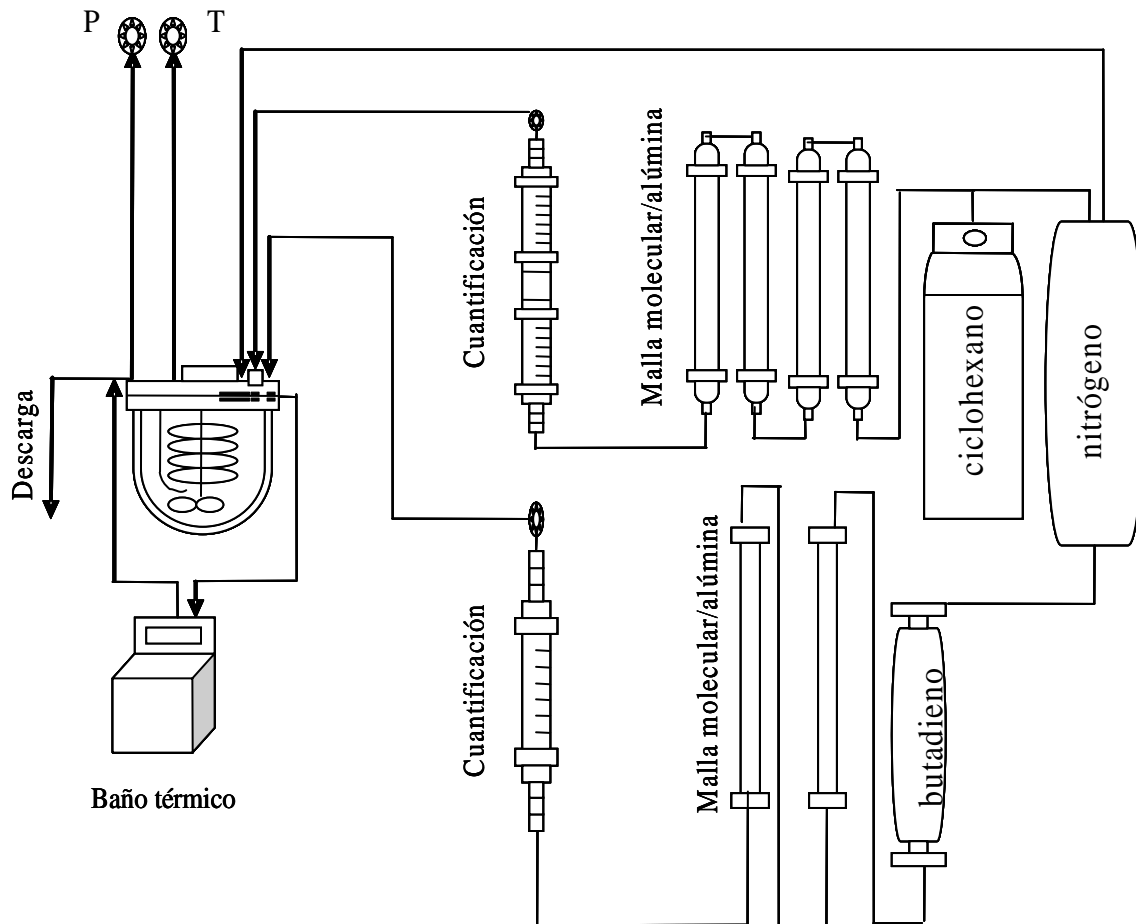 P
T
Cuantificación
Malla molecular/alúmina
ciclohexano
nitrógeno
Descarga
Cuantificación
Malla molecular/alúmina
butadieno
Baño térmico